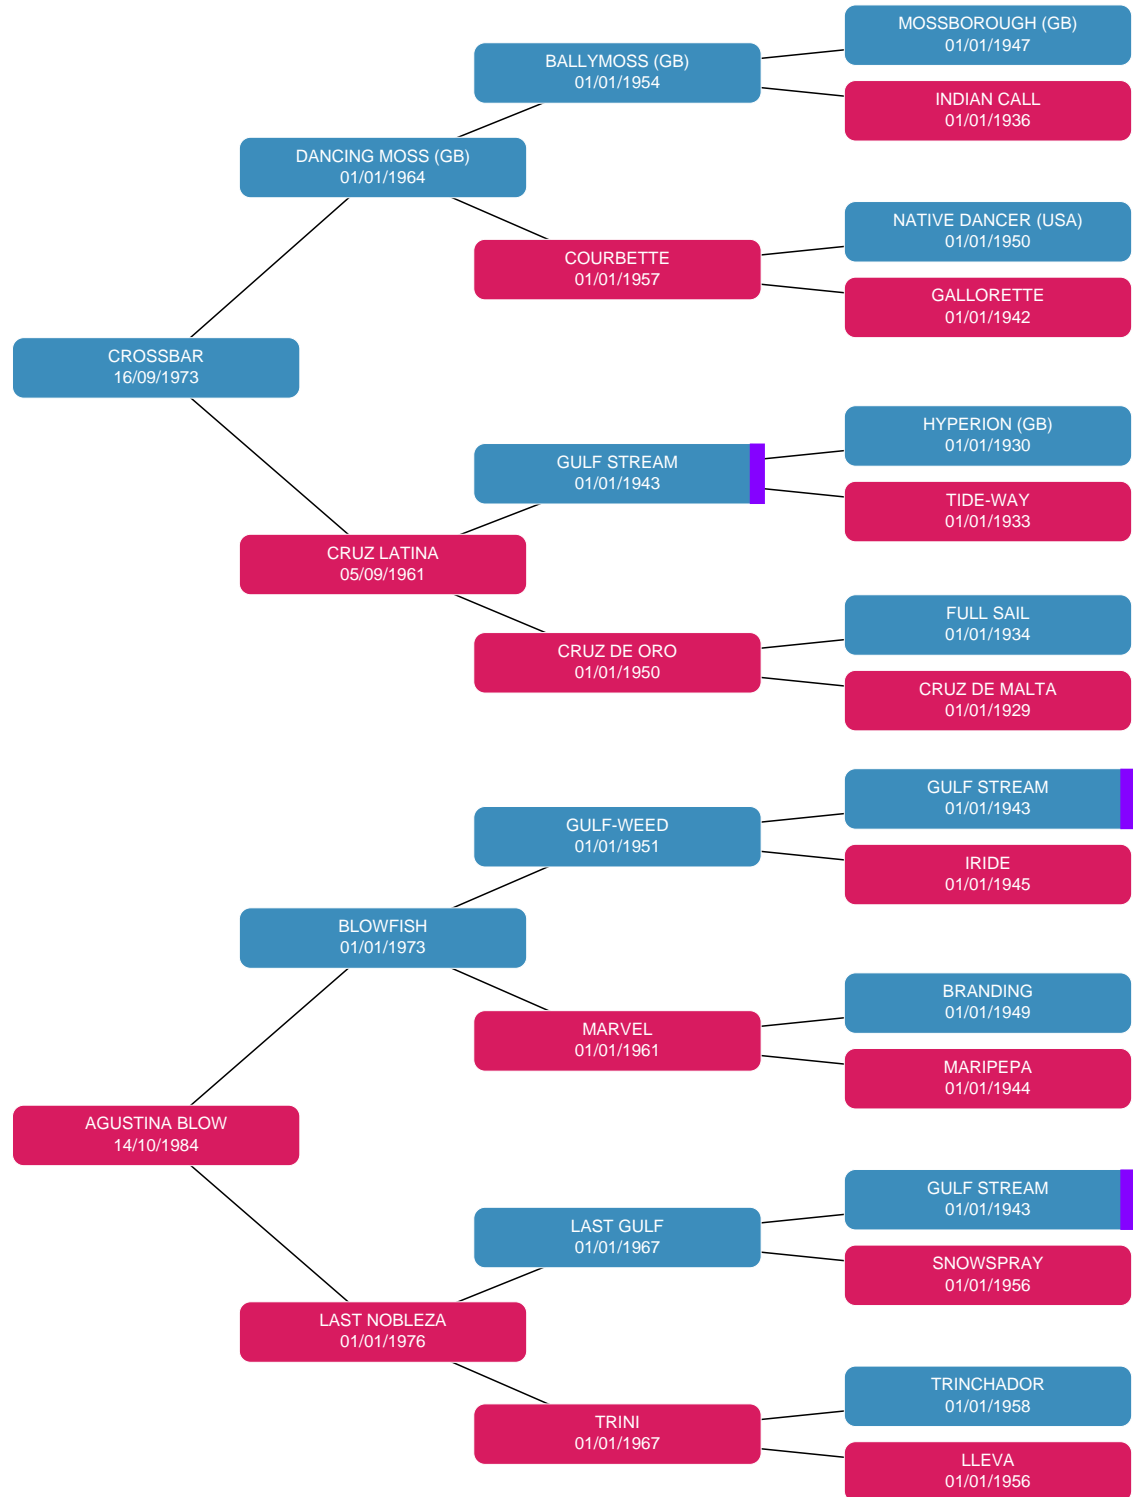 MOSSBOROUGH (GB)
01/01/1947
BALLYMOSS (GB)
01/01/1954
INDIAN CALL
01/01/1936
DANCING MOSS (GB)
01/01/1964
NATIVE DANCER (USA)
01/01/1950
COURBETTE
01/01/1957
GALLORETTE
01/01/1942
CROSSBAR
16/09/1973
HYPERION (GB)
01/01/1930
GULF STREAM
01/01/1943
TIDE-WAY
01/01/1933
CRUZ LATINA
05/09/1961
FULL SAIL
01/01/1934
CRUZ DE ORO
01/01/1950
CRUZ DE MALTA
01/01/1929
GULF STREAM
01/01/1943
GULF-WEED
01/01/1951
IRIDE
01/01/1945
BLOWFISH
01/01/1973
BRANDING
01/01/1949
MARVEL
01/01/1961
MARIPEPA
01/01/1944
AGUSTINA BLOW
14/10/1984
GULF STREAM
01/01/1943
LAST GULF
01/01/1967
SNOWSPRAY
01/01/1956
LAST NOBLEZA
01/01/1976
TRINCHADOR
01/01/1958
TRINI
01/01/1967
LLEVA
01/01/1956